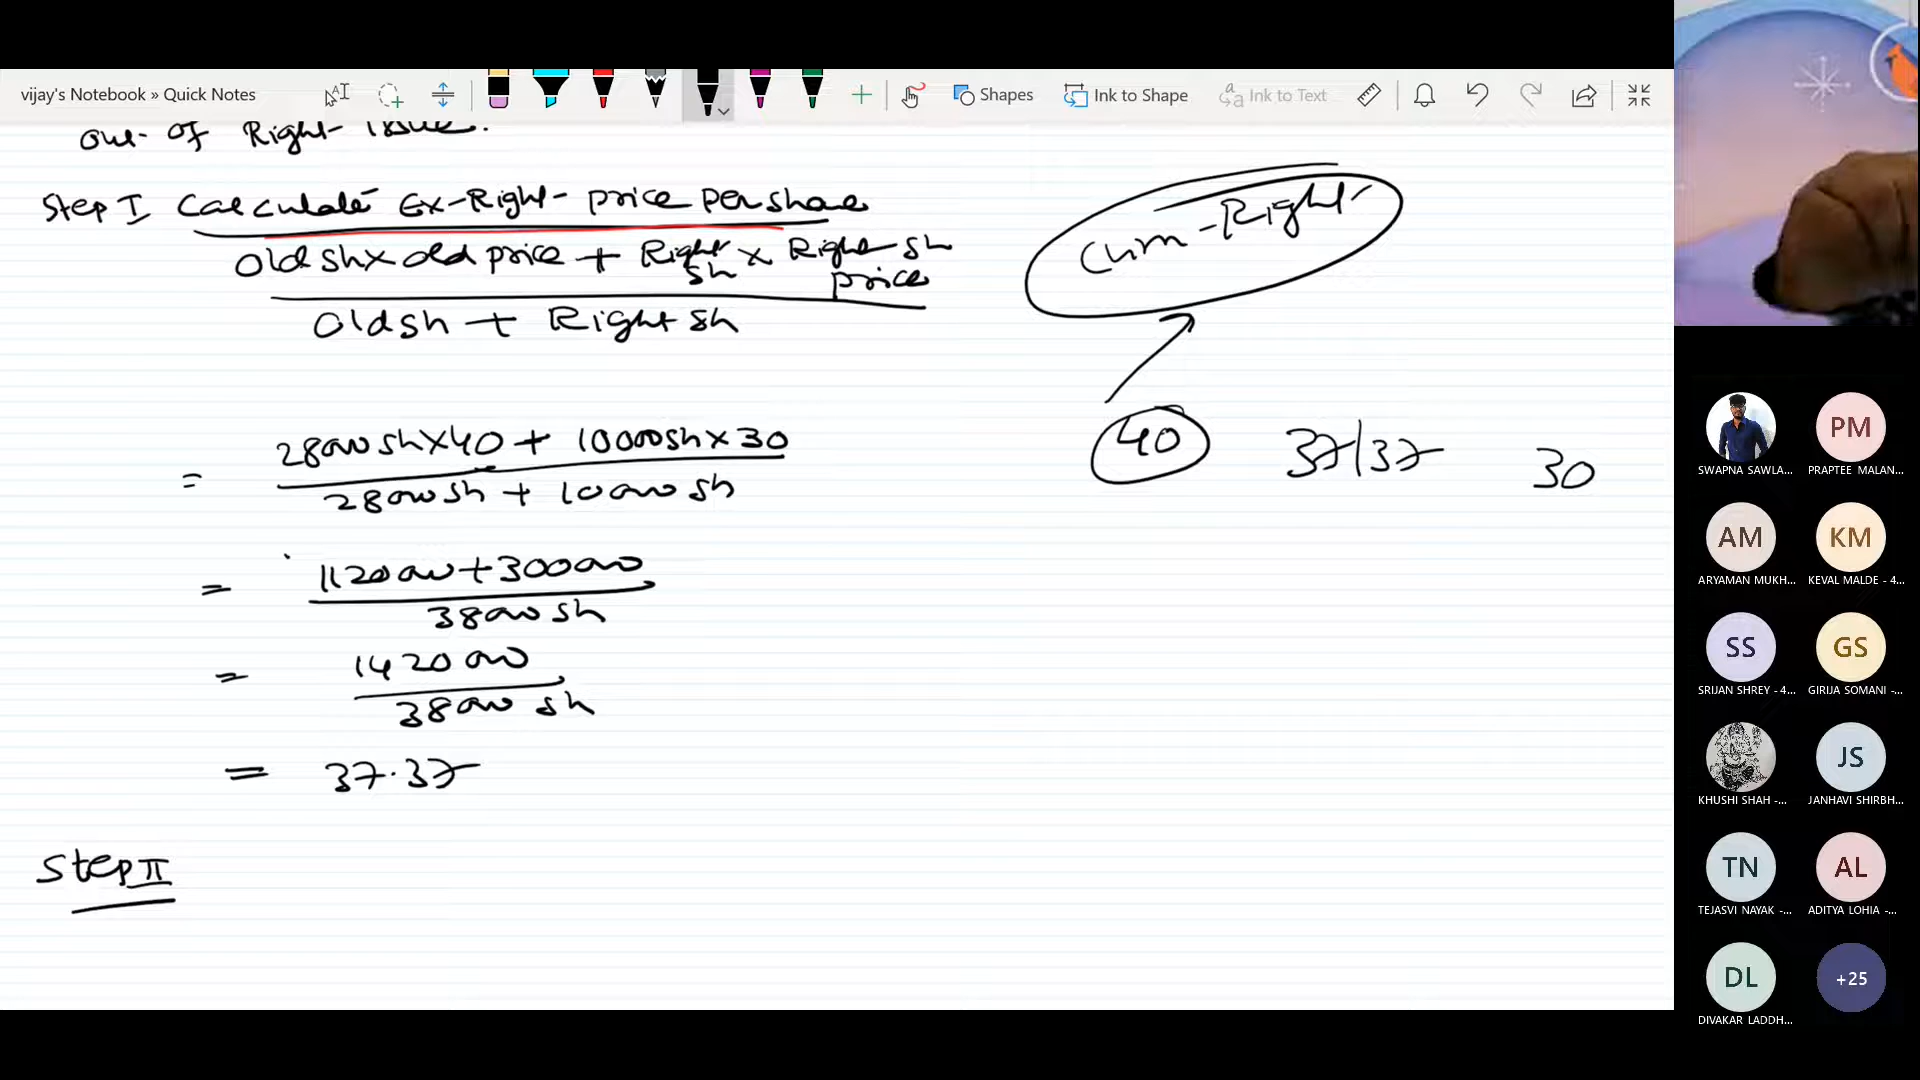 vijay's Notebook » Quick Notes
Shapes
Ink to Shape
Ink to Text
out of Right Issue.
Step I Calculate Ex-Right-price per share
old sh x old price + Right sh x Right sh price
old sh + Right sh
Cum-Right
= 28000 sh x 40 + 10000 sh x 30
28000 sh + 10000 sh
40 37/37 30
= 1120000 + 300000
38000 sh
= 1420000
38000 sh
= 37.37
Step II
SWAPNA SAWLA...
PM
PRAPTEE MALAN...
AM
ARYAMAN MUKH...
KM
KEVAL MALDE - 4...
SS
SRIJAN SHREY - 4...
GS
GIRIJA SOMANI -...
KHUSHI SHAH -...
JS
JANHAVI SHIRBH...
TN
TEJASVI NAYAK -...
AL
ADITYA LOHIA -...
DL
DIVAKAR LADDH...
+25